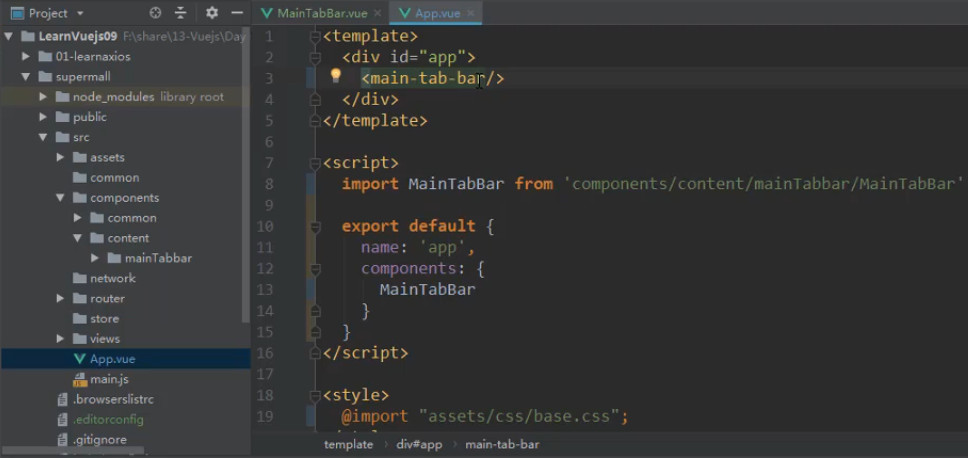 Project
MainTabBar.vue
App.vue
LearnVuejs09 F:\share\13-Vuejs\Day
01-learnaxios
supermall
node_modules library root
public
src
assets
common
components
common
content
mainTabbar
network
router
store
views
App.vue
main.js
.browserslistrc
.editorconfig
.gitignore
1 <template>
2 <div id="app">
3 <main-tab-bar/>
4 </div>
5 </template>
6
7 <script>
8 import MainTabBar from 'components/content/mainTabbar/MainTabBar'
9
10 export default {
11 name: 'app',
12 components: {
13 MainTabBar
14 }
15 }
16 </script>
17
18 <style>
19 @import "assets/css/base.css";
template div#app main-tab-bar